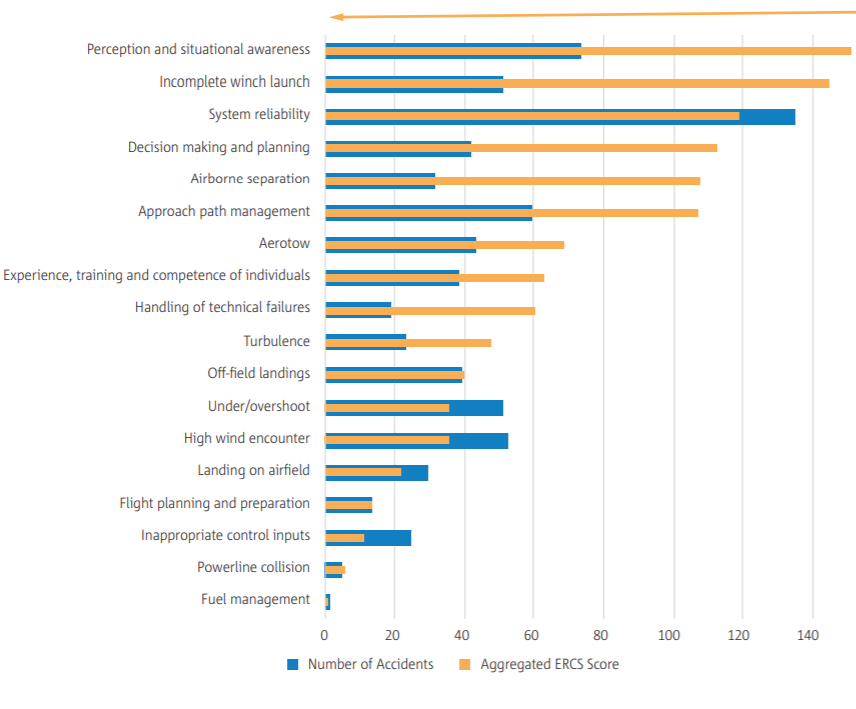 Perception and situational awareness
Incomplete winch launch
System reliability
Decision making and planning
Airborne separation
Approach path management
Aerotow
Experience, training and competence of individuals
Handling of technical failures
Turbulence
Off-field landings
Under/overshoot
High wind encounter
Landing on airfield
Flight planning and preparation
Inappropriate control inputs
Powerline collision
Fuel management
0 20 40 60 80 100 120 140
Number of Accidents Aggregated ERCS Score